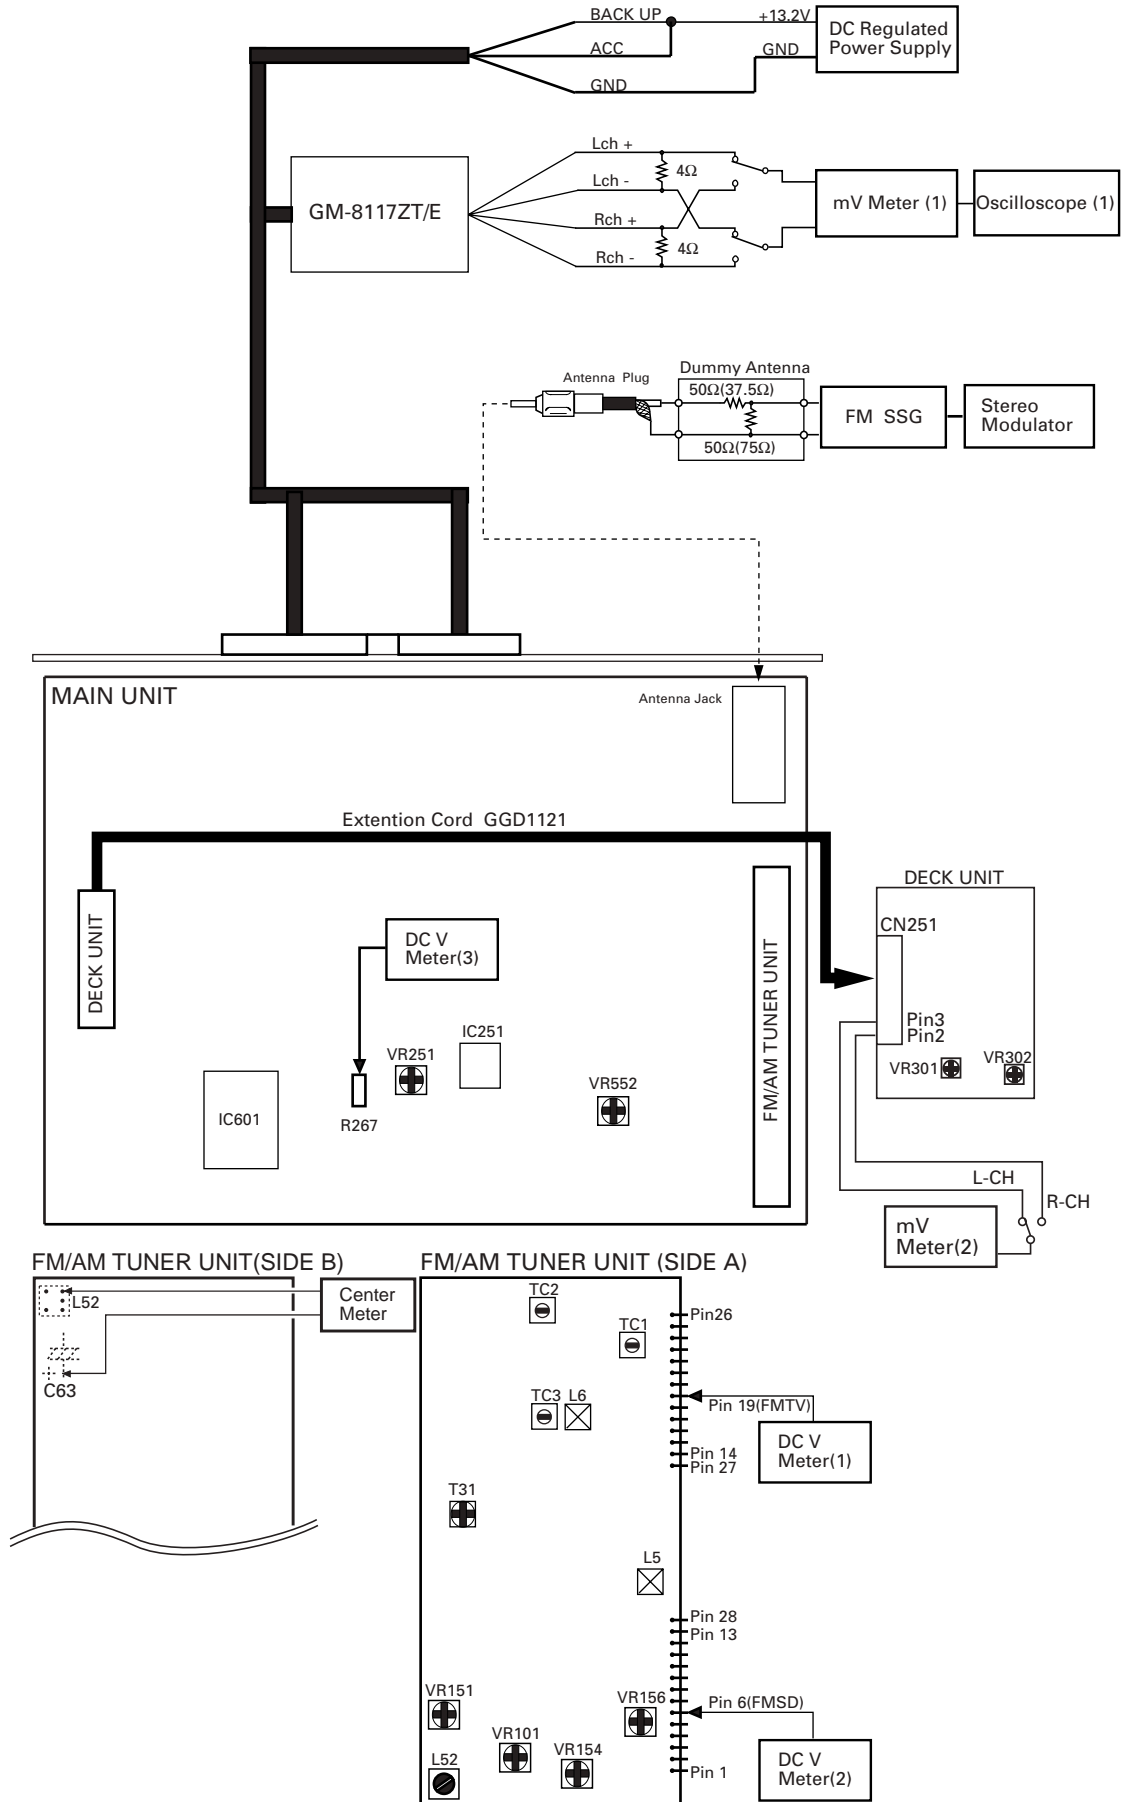 BACK UP
+13.2V
DC Regulated
Power Supply
ACC
GND
GND
Lch +
4Ω
GM-8117ZT/E
Lch -
mV Meter (1)
Oscilloscope (1)
Rch +
4Ω
Rch -
Dummy Antenna
Antenna Plug
50Ω(37.5Ω)
FM SSG
Stereo
Modulator
50Ω(75Ω)
MAIN UNIT
Antenna Jack
Extention Cord GGD1121
DECK UNIT
DECK UNIT
CN251
DC V
Meter(3)
FM/AM TUNER UNIT
Pin3
Pin2
IC251
VR251
VR301
VR302
VR552
IC601
R267
L-CH
R-CH
mV
Meter(2)
FM/AM TUNER UNIT(SIDE B)
FM/AM TUNER UNIT (SIDE A)
L52
Center
Meter
C63
TC2
TC1
Pin26
TC3 L6
Pin 19(FMTV)
DC V
Meter(1)
Pin 14
Pin 27
T31
L5
Pin 28
Pin 13
VR151
VR156
Pin 6(FMSD)
VR101
VR154
L52
Pin 1
DC V
Meter(2)